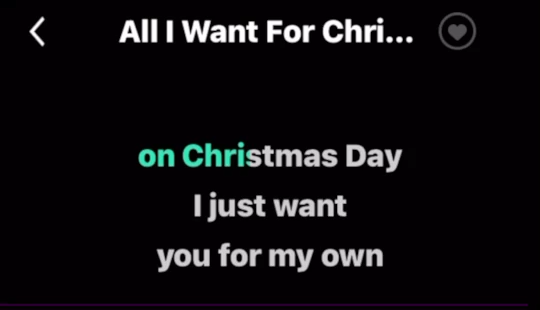 All I Want For Chri...
on Christmas Day
I just want
you for my own